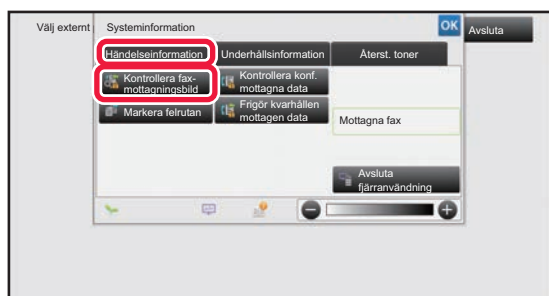 Välj externt
Systeminformation
OK
Avsluta
Händelseinformation
Underhållsinformation
Återst. toner
Kontrollera fax-
mottagningsbild
Kontrollera konf.
mottagna data
Markera felrutan
Frigör kvarhållen
mottagen data
Mottagna fax
Avsluta
fjärranvändning